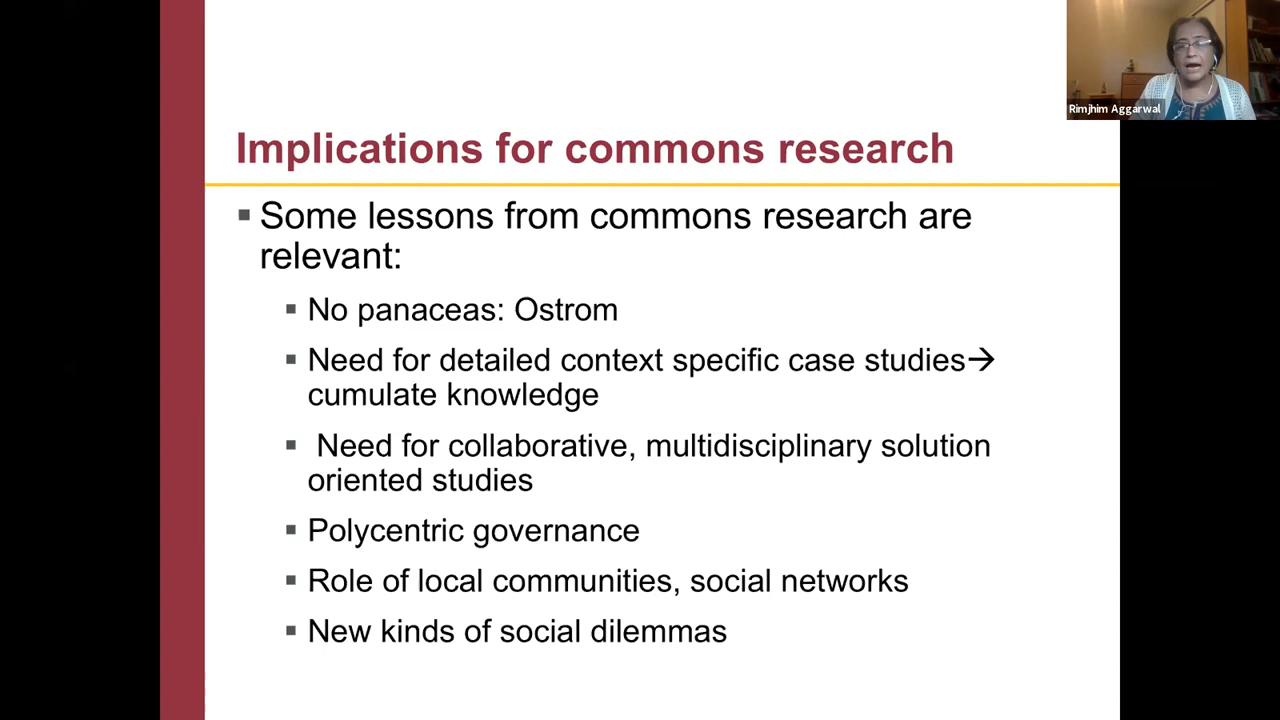 Rimjhim Aggarwal
Implications for commons research
▪ Some lessons from commons research are
relevant:
▪ No panaceas: Ostrom
▪ Need for detailed context specific case studies→
cumulate knowledge
▪ Need for collaborative, multidisciplinary solution
oriented studies
▪ Polycentric governance
▪ Role of local communities, social networks
▪ New kinds of social dilemmas